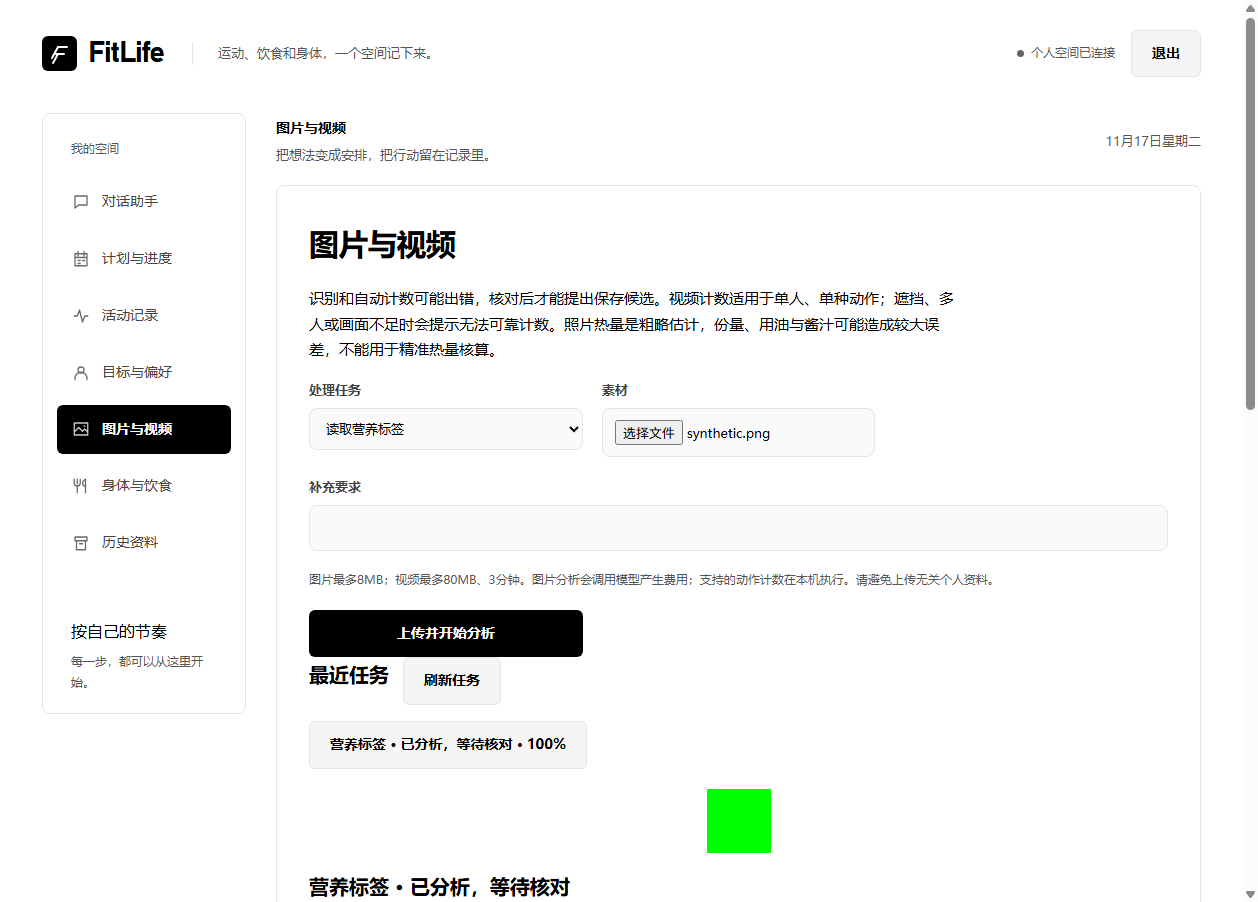 FitLife
运动、饮食和身体，一个空间记下来。
个人空间已连接
退出
我的空间
对话助手
计划与进度
活动记录
目标与偏好
图片与视频
身体与饮食
历史资料
按自己的节奏
每一步，都可以从这里开
始。
图片与视频
把想法变成安排，把行动留在记录里。
11月17日星期二
图片与视频
识别和自动计数可能出错，核对后才能提出保存候选。视频计数适用于单人、单种动作；遮挡、多
人或画面不足时会提示无法可靠计数。照片热量是粗略估计，份量、用油与酱汁可能造成较大误
差，不能用于精准热量核算。
处理任务
素材
读取营养标签
选择文件 synthetic.png
补充要求
图片最多8MB；视频最多80MB、3分钟。图片分析会调用模型产生费用；支持的动作计数在本机执行。请避免上传无关个人资料。
上传并开始分析
最近任务
刷新任务
营养标签 • 已分析，等待核对 • 100%
营养标签 • 已分析，等待核对